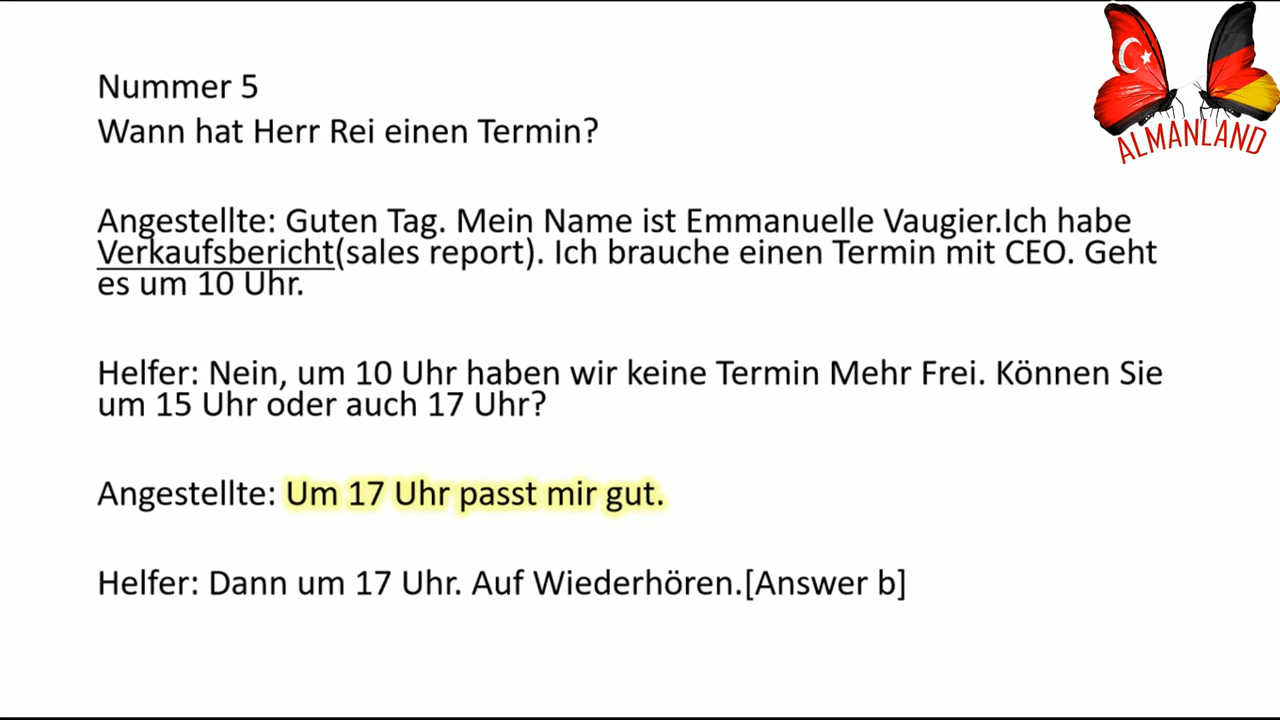 Nummer 5
Wann hat Herr Rei einen Termin?
Angestellte: Guten Tag. Mein Name ist Emmanuelle Vaugier.Ich habe
Verkaufsbericht(sales report). Ich brauche einen Termin mit CEO. Geht
es um 10 Uhr.
Helfer: Nein, um 10 Uhr haben wir keine Termin Mehr Frei. Können Sie
um 15 Uhr oder auch 17 Uhr?
Angestellte: Um 17 Uhr passt mir gut.
Helfer: Dann um 17 Uhr. Auf Wiederhören.[Answer b]
ALMANLAND